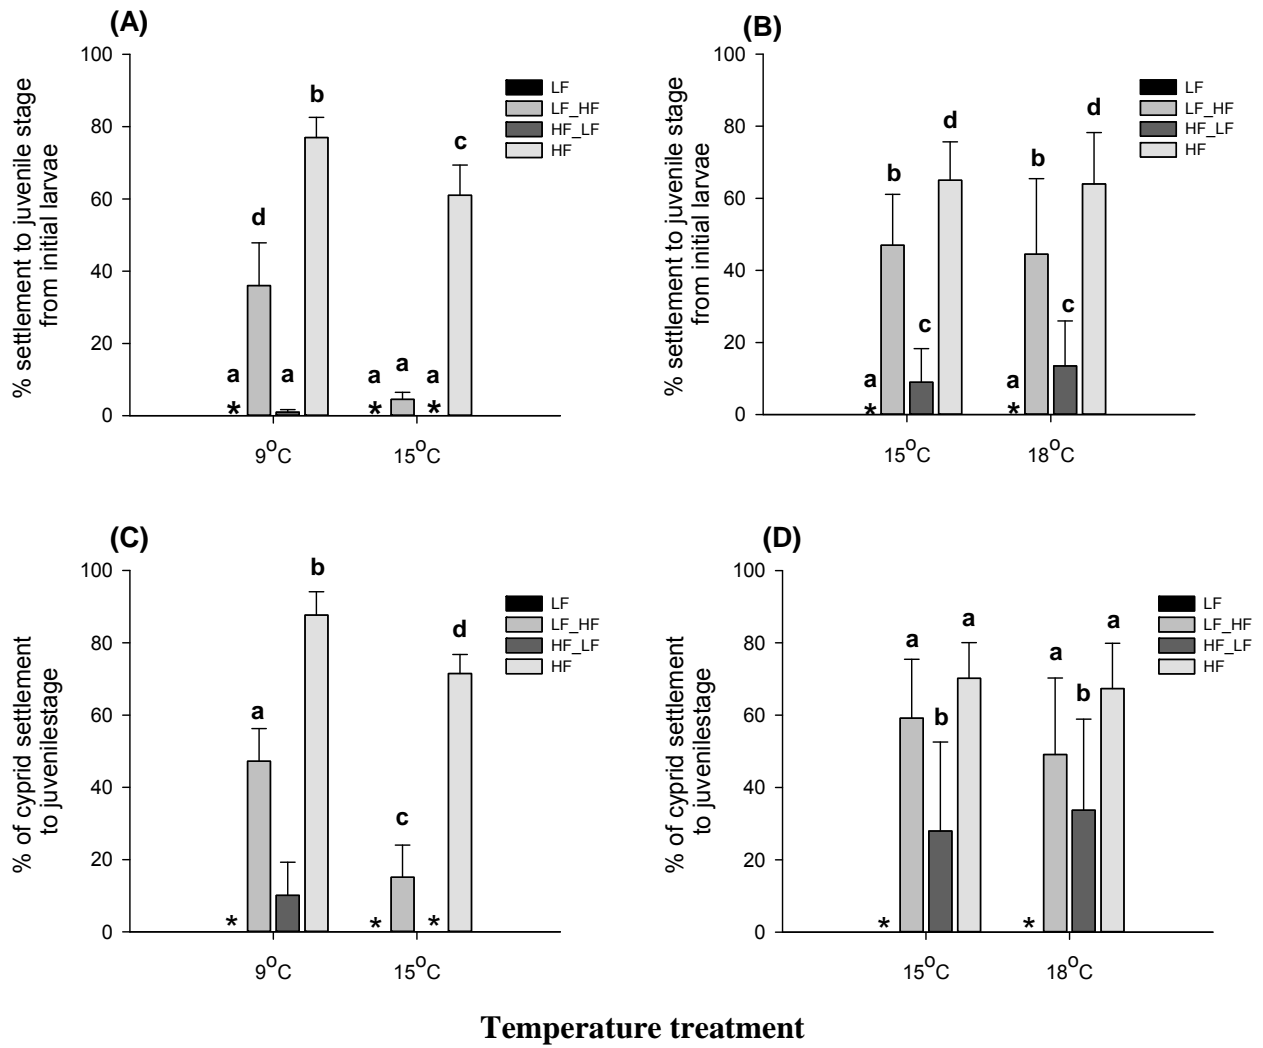 (A)
% settlement to juvenile stage
from initial larvae
100
80
60
40
20
0
LF
LF_HF
HF_LF
HF
a
*
d
a
b
a
*
a
a
*
c
9°C
15°C
(B)
% settlement to juvenile stage
from initial larvae
100
80
60
40
20
0
LF
LF_HF
HF_LF
HF
a
*
b
c
d
a
*
b
c
d
15°C
18°C
(C)
% of cyprid settlement
to juvenilestage
100
80
60
40
20
0
LF
LF_HF
HF_LF
HF
*
a
b
*
c
*
d
9°C
15°C
(D)
% of cyprid settlement
to juvenilestage
100
80
60
40
20
0
LF
LF_HF
HF_LF
HF
*
a
b
a
*
a
b
a
15°C
18°C
Temperature treatment